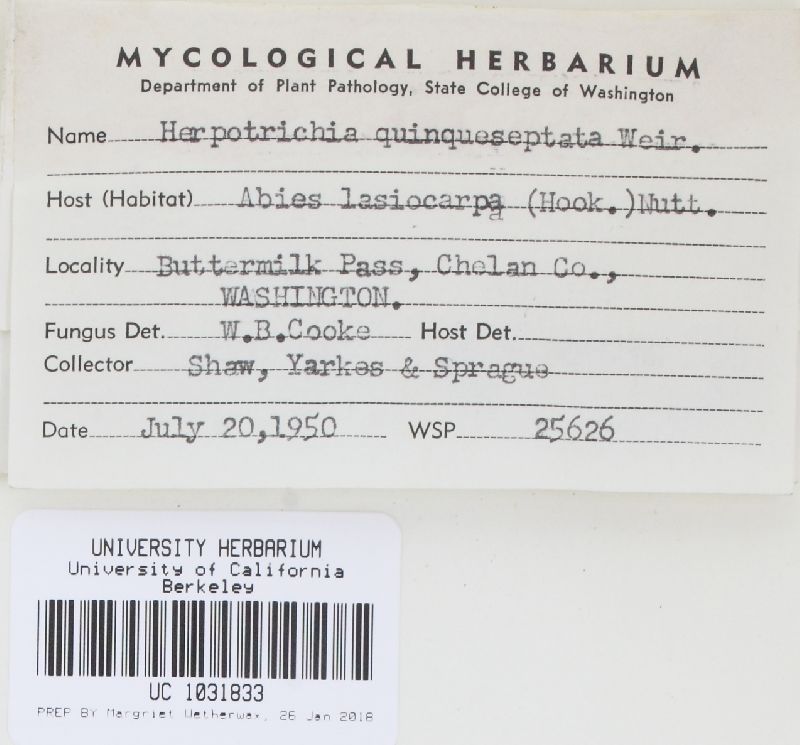 MYCOLOGICAL HERBARIUM
Department of Plant Pathology, State College of Washington
Name Herpotrichia quinqueseptata Weir.
Host (Habitat) Abies lasiocarpa (Hook.)Nutt.
Locality Buttermilk Pass, Chelan Co.,
WASHINGTON.
Fungus Det. W.B.Cooke Host Det.
Collector Shaw, Yarkes & Sprague
Date July 20,1950 WSP 25626
UNIVERSITY HERBARIUM
University of California
Berkeley
UC 1031833
PREP BY Margriet Wetherwax, 26 Jan 2018